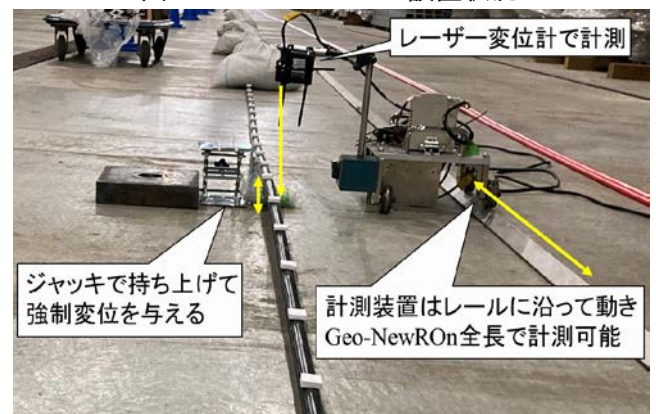 レーザー変位計で計測
ジャッキで持ち上げて
強制変位を与える
計測装置はレールに沿って動き
Geo-NewROn全長で計測可能